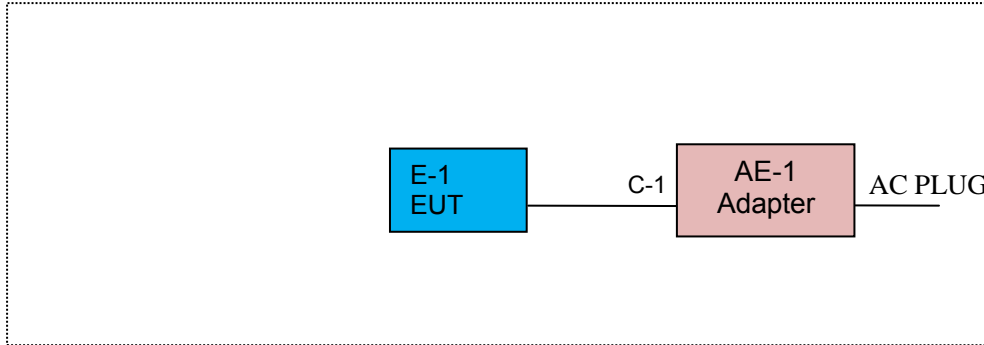 E-1
EUT
C-1
AE-1
Adapter
AC PLUG